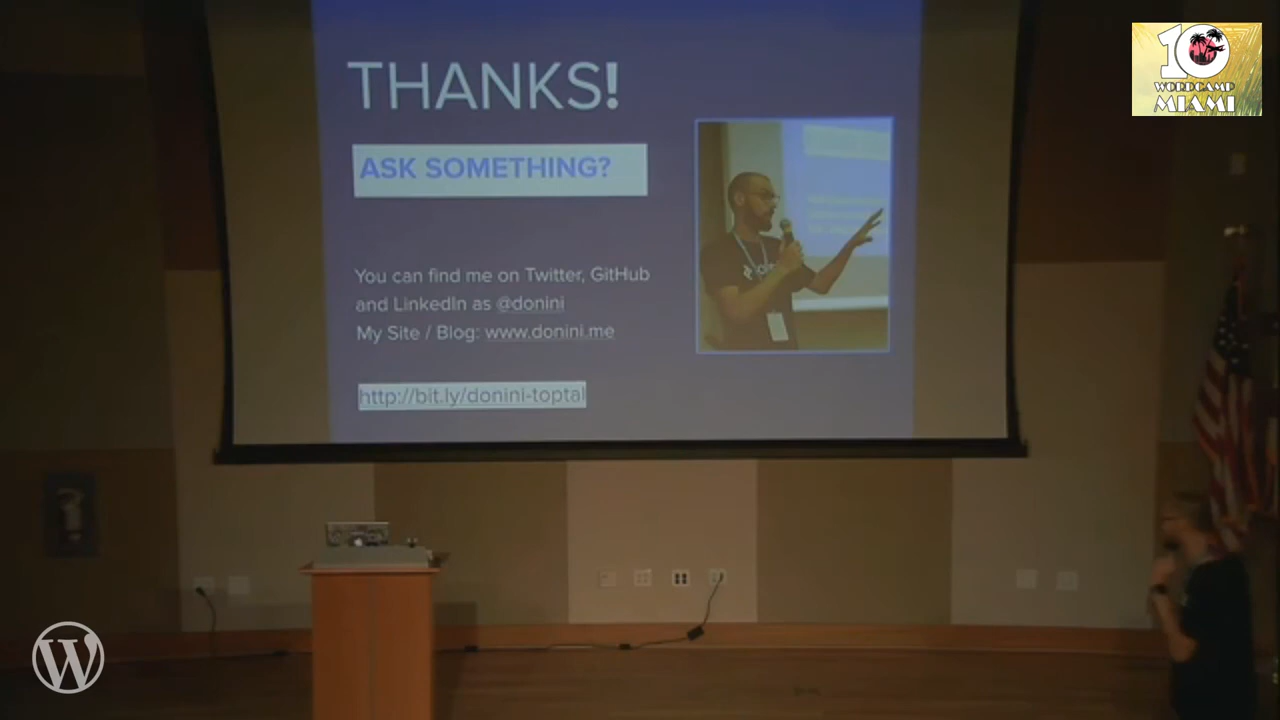 THANKS!
ASK SOMETHING?
You can find me on Twitter, GitHub
and LinkedIn as @donini
My Site / Blog: www.donini.me
http://bit.ly/donini-toptal
10
WORDCAMP
MIAMI